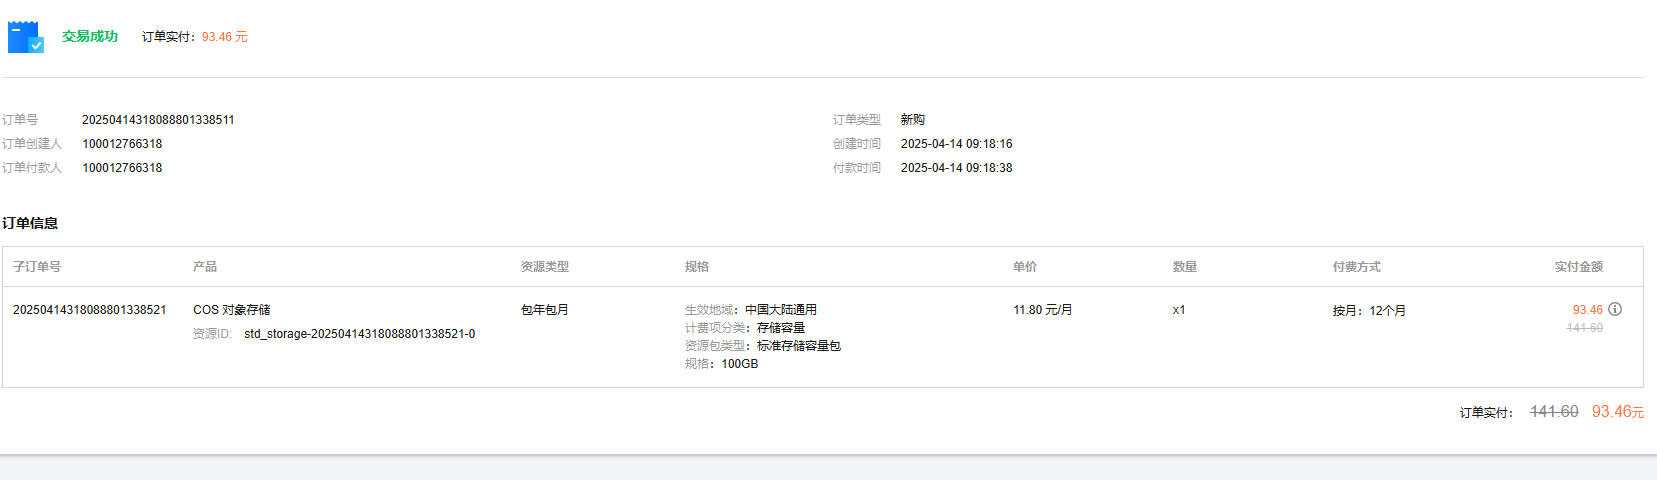 交易成功 订单实付：93.46 元
订单号 20250414318088801338511 订单类型 新购
订单创建人 100012766318 创建时间 2025-04-14 09:18:16
订单付款人 100012766318 付款时间 2025-04-14 09:18:38
订单信息
子订单号 产品 资源类型 规格 单价 数量 付费方式 实付金额
20250414318088801338521 COS 对象存储 包年包月 生效地域：中国大陆通用 11.80 元/月 x1 按月：12个月 93.46
计费项分类：存储容量 141.60
资源ID: std_storage-20250414318088801338521-0
资源包类型：标准存储容量包
规格：100GB
订单实付： 141.60 93.46元